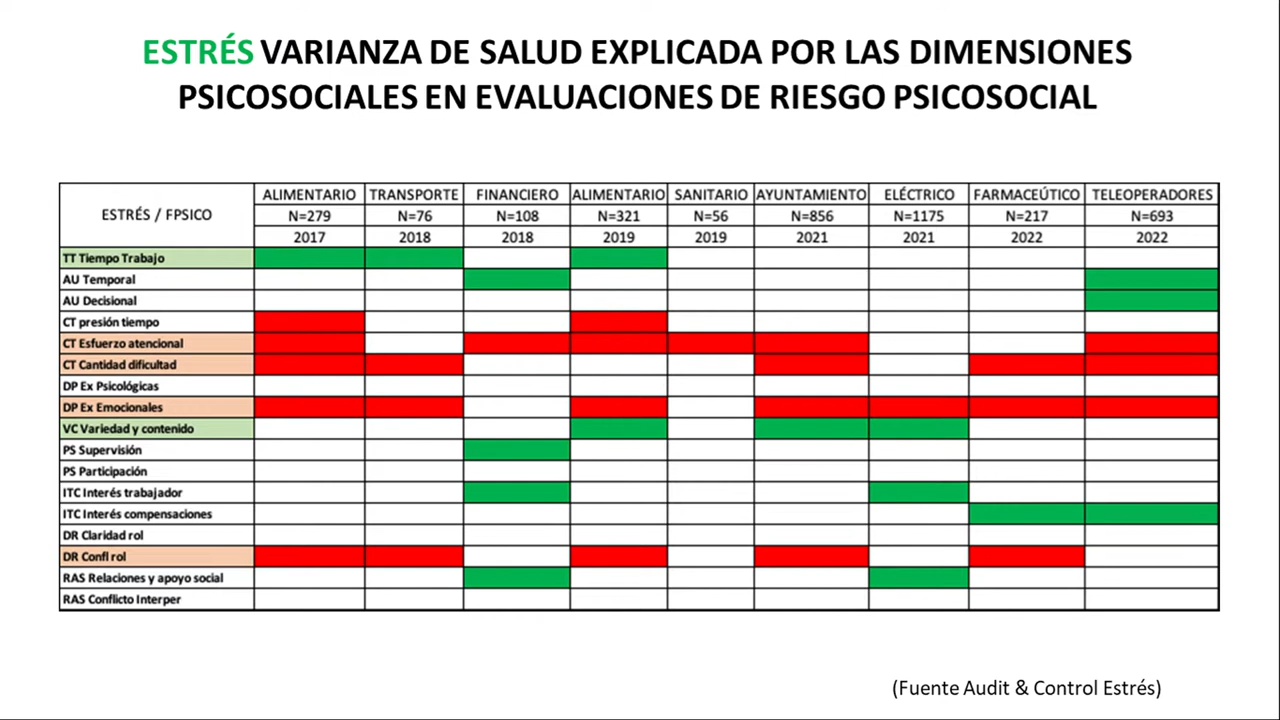 ESTRÉS VARIANZA DE SALUD EXPLICADA POR LAS DIMENSIONES
PSICOSOCIALES EN EVALUACIONES DE RIESGO PSICOSOCIAL
ESTRÉS / FPSICO
ALIMENTARIO TRANSPORTE FINANCIERO ALIMENTARIO SANITARIO AYUNTAMIENTO ELÉCTRICO FARMACEÚTICO TELEOPERADORES
N=279 N=76 N=108 N=321 N=56 N=856 N=1175 N=217 N=693
2017 2018 2018 2019 2019 2021 2021 2022 2022
TT Tiempo Trabajo
AU Temporal
AU Decisional
CT presión tiempo
CT Esfuerzo atencional
CT Cantidad dificultad
DP Ex Psicológicas
DP Ex Emocionales
VC Variedad y contenido
PS Supervisión
PS Participación
ITC Interés trabajador
ITC Interés compensaciones
DR Claridad rol
DR Confl rol
RAS Relaciones y apoyo social
RAS Conflicto Interper
(Fuente Audit & Control Estrés)